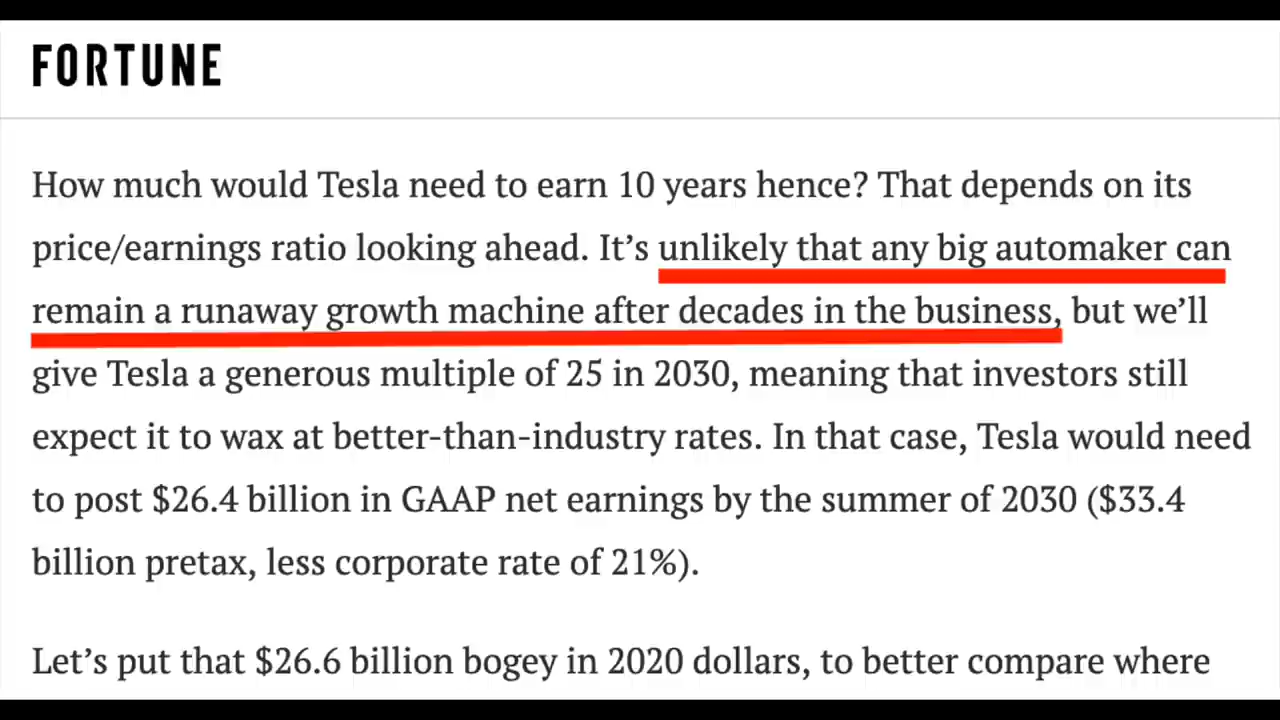 FORTUNE
How much would Tesla need to earn 10 years hence? That depends on its
price/earnings ratio looking ahead. It’s unlikely that any big automaker can
remain a runaway growth machine after decades in the business, but we’ll
give Tesla a generous multiple of 25 in 2030, meaning that investors still
expect it to wax at better-than-industry rates. In that case, Tesla would need
to post $26.4 billion in GAAP net earnings by the summer of 2030 ($33.4
billion pretax, less corporate rate of 21%).
Let’s put that $26.6 billion bogey in 2020 dollars, to better compare where